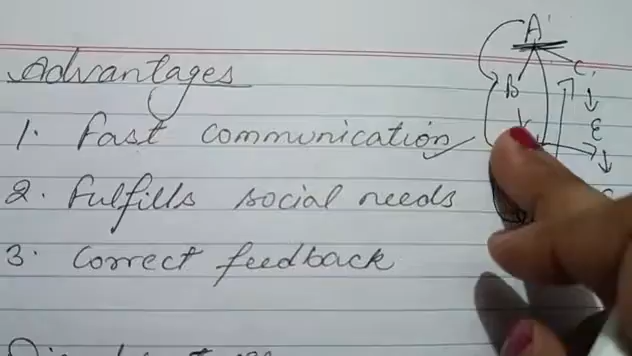 Advantages
1. Fast communication
2. Fulfills social needs
3. Correct feedback
A
B
C
E